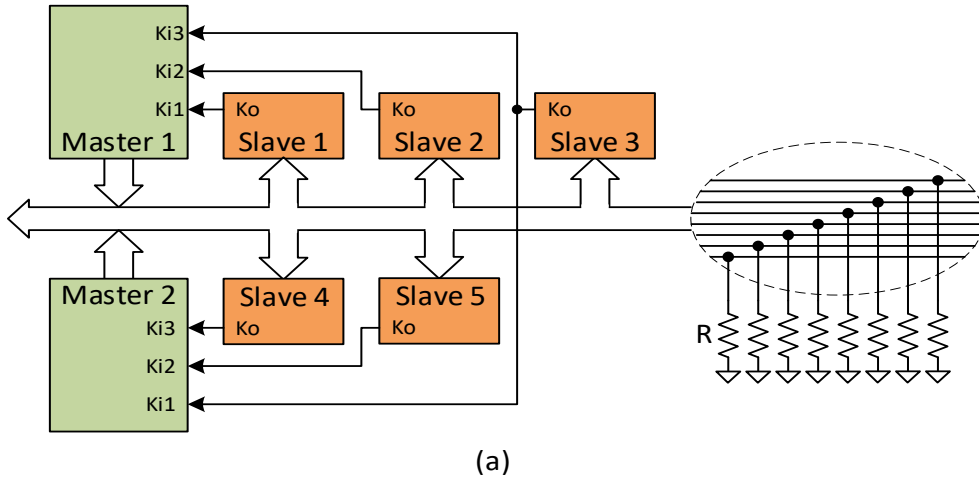 Ki3
Ki2
Ki1
Master 1
Ko
Slave 1
Ko
Slave 2
Ko
Slave 3
Master 2
Ki3
Ki2
Ki1
Slave 4
Ko
Slave 5
Ko
R
(a)